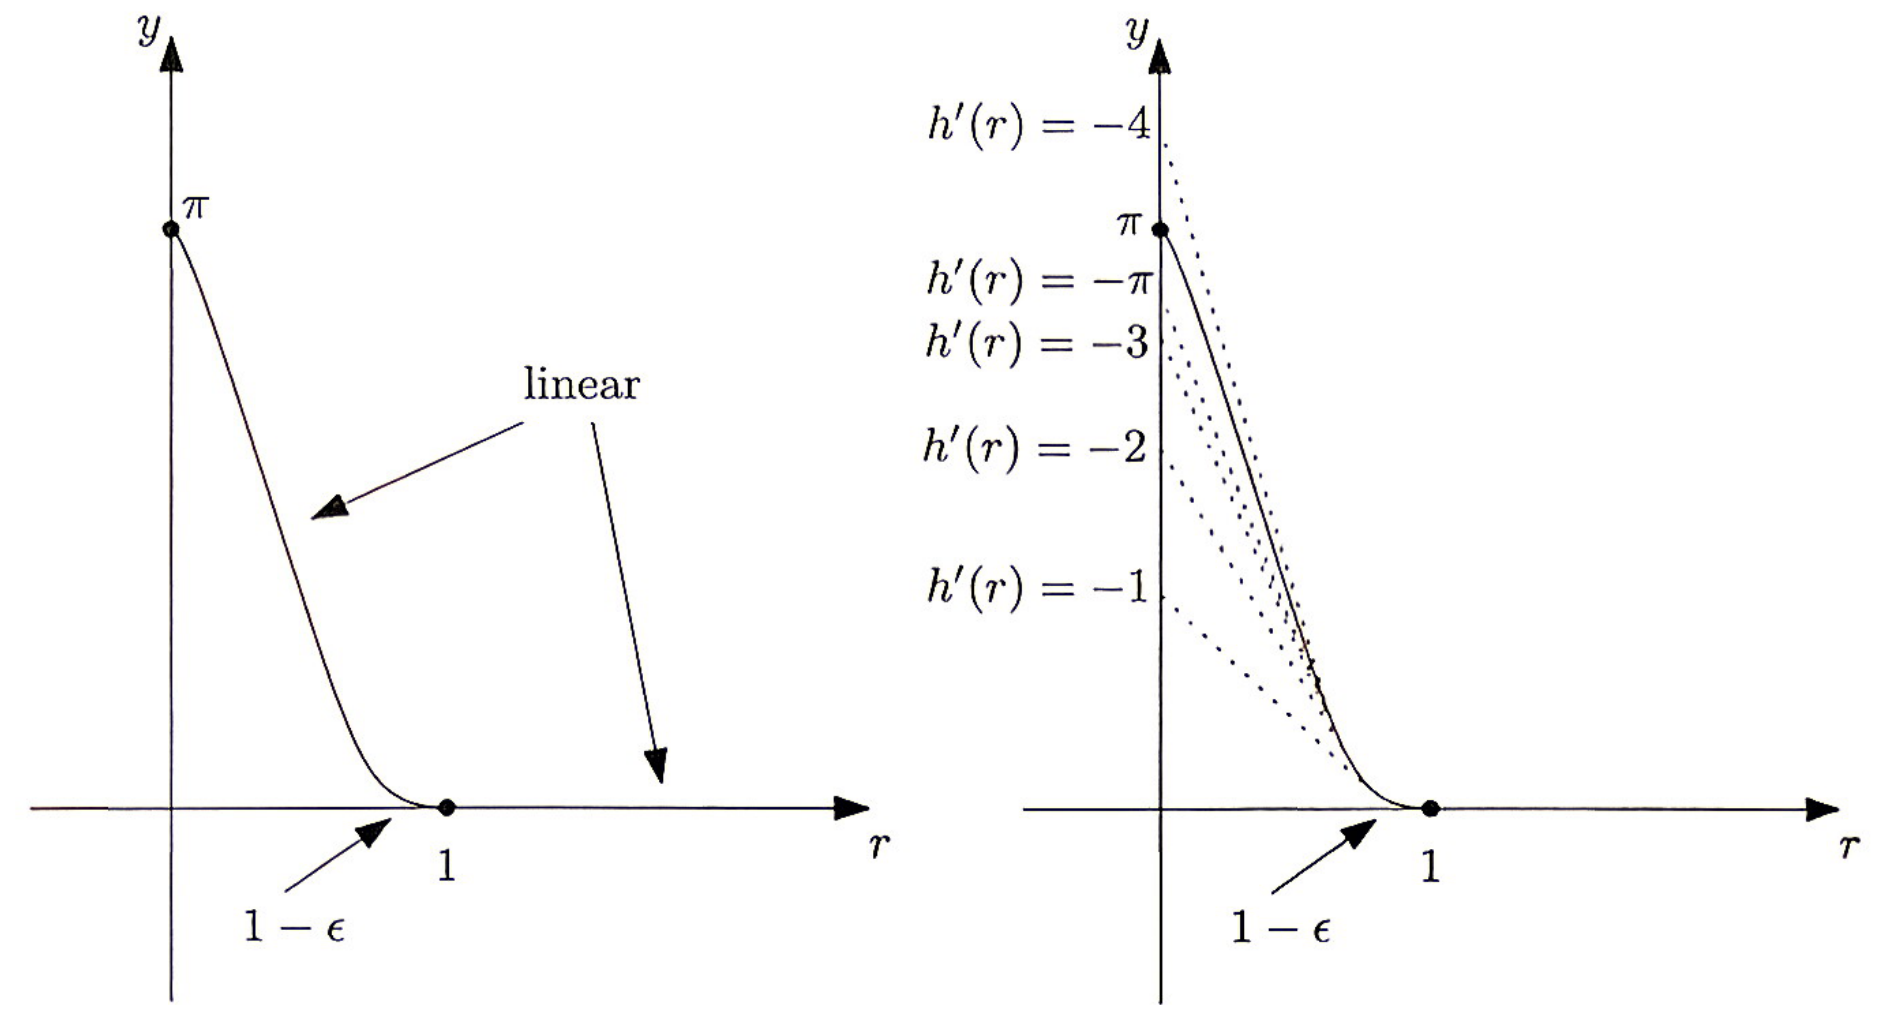 y
π
linear
r
1
1 − ϵ
y
h′(r) = −4
π
h′(r) = −π
h′(r) = −3
h′(r) = −2
h′(r) = −1
r
1
1 − ϵ